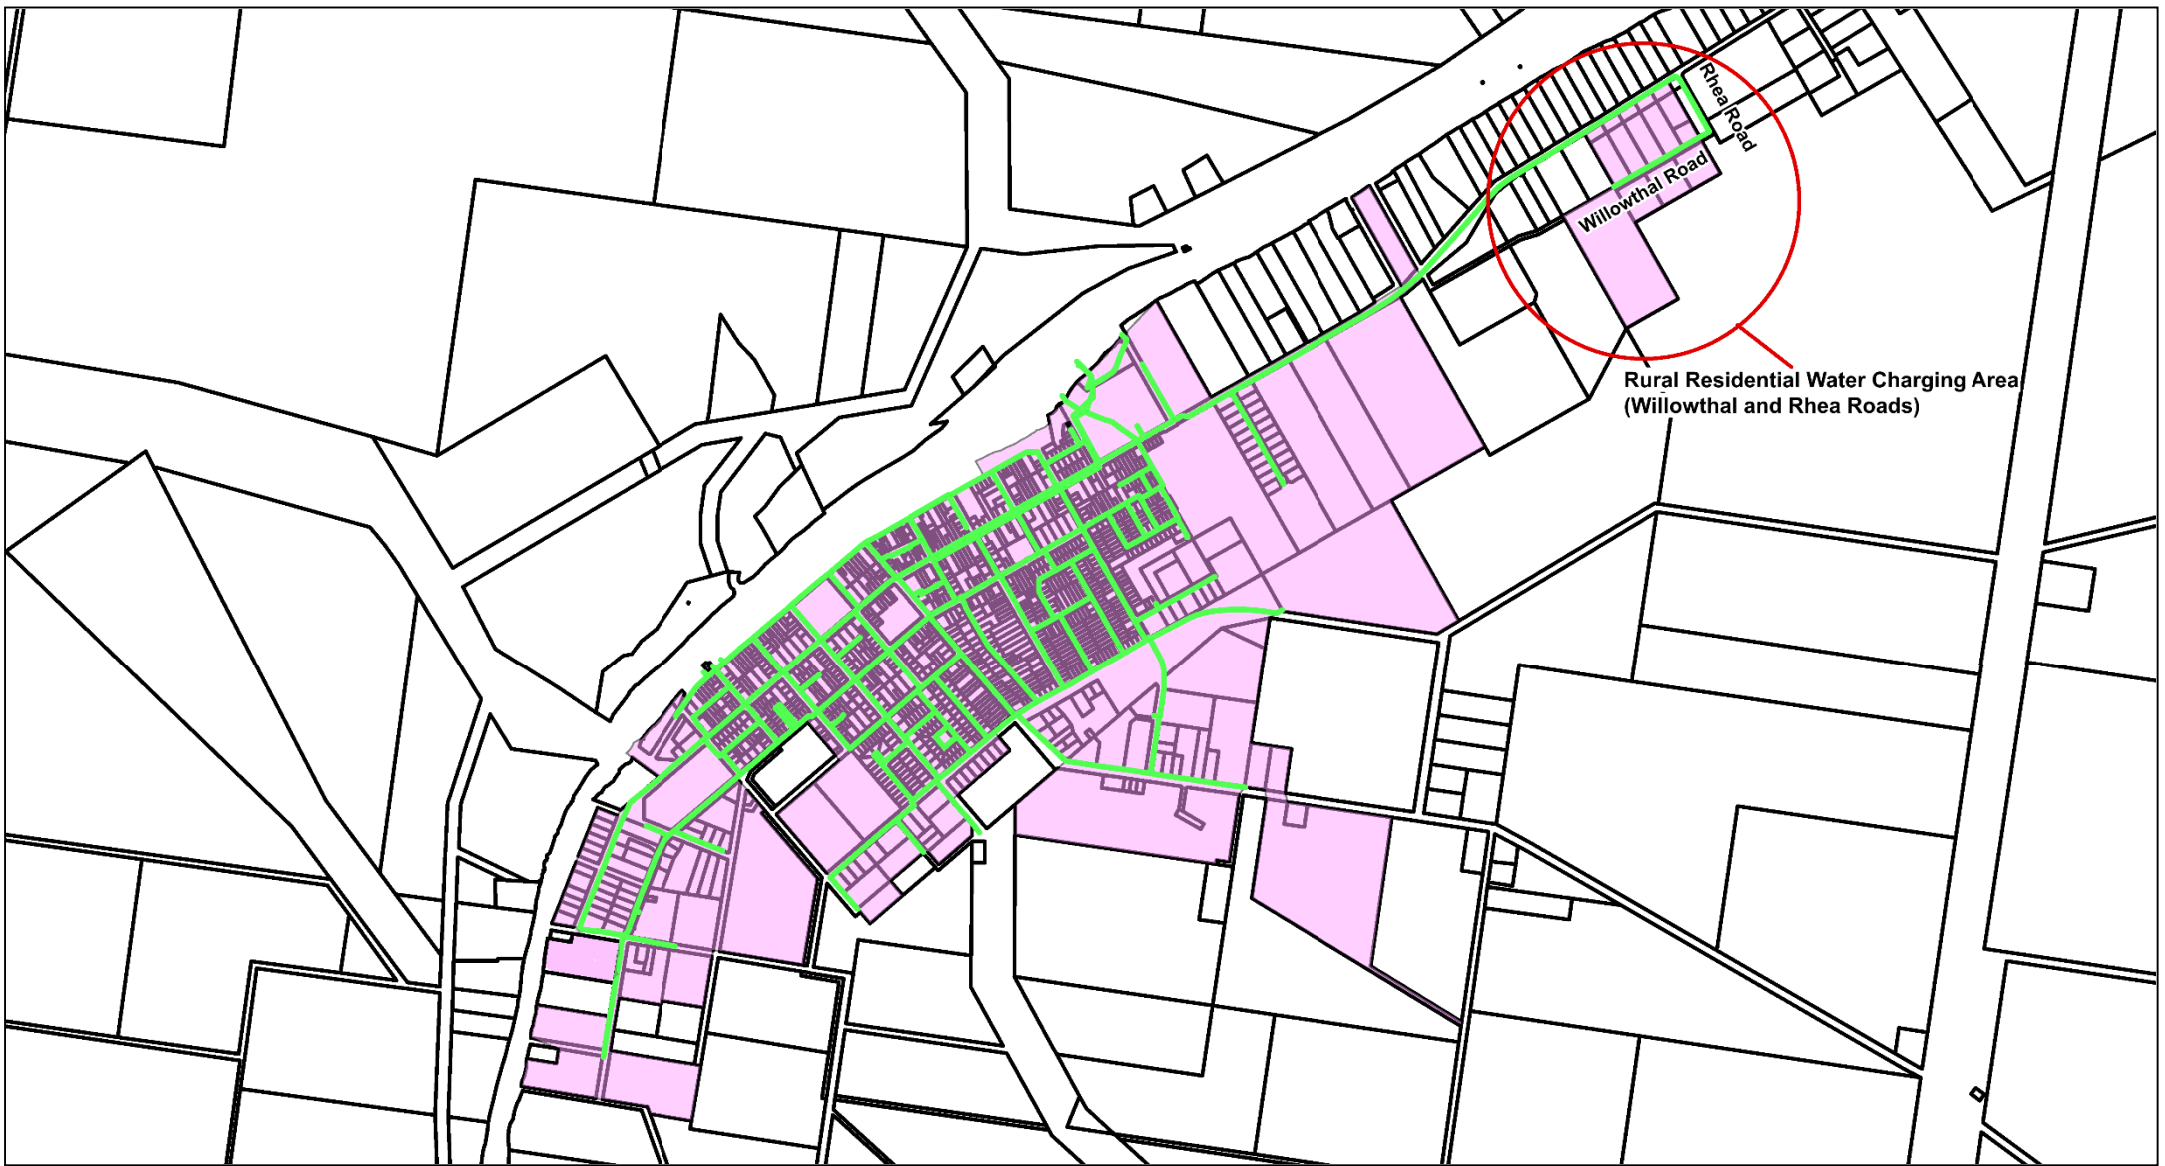 Rhea Road
Willowthal Road
Rural Residential Water Charging Area
(Willowthal and Rhea Roads)